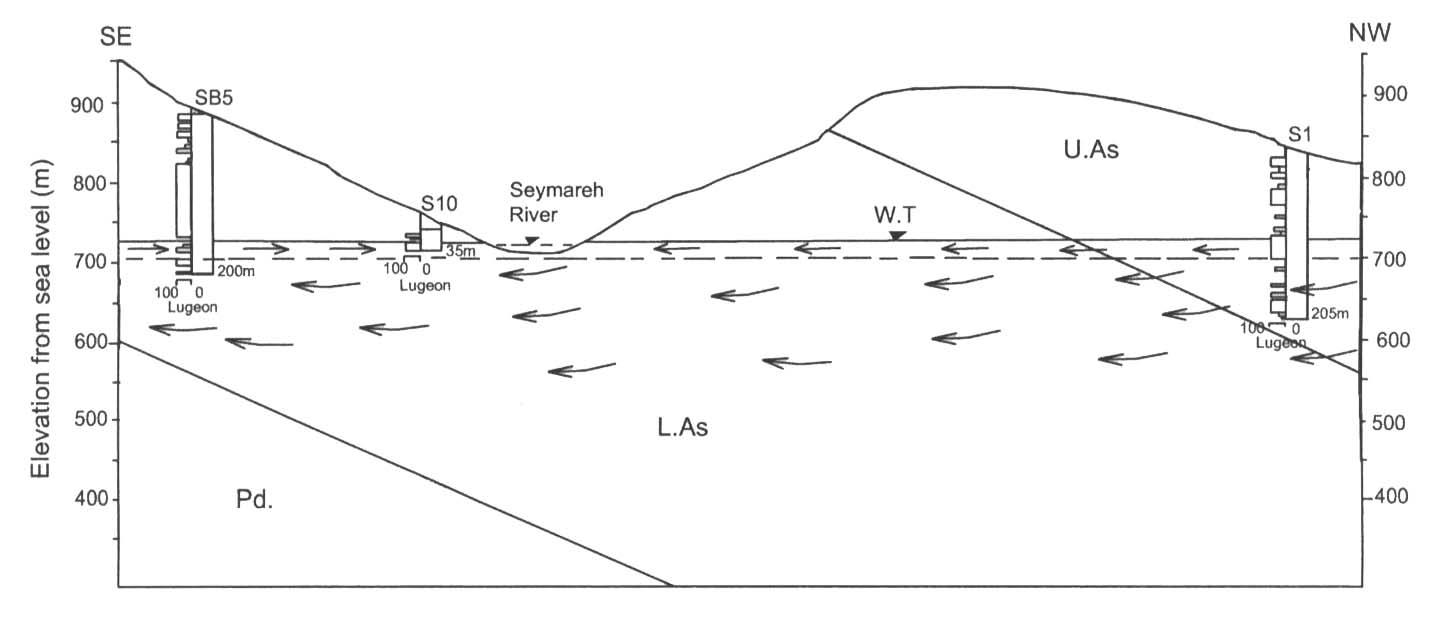 SE
NW
SB5
S10
S1
Seymareh
River
W.T
U.As
L.As
Pd.
Elevation from sea level (m)
900
800
700
600
500
400
900
800
700
600
500
400
200m
100 0
Lugeon
35m
100 0
Lugeon
205m
100 0
Lugeon